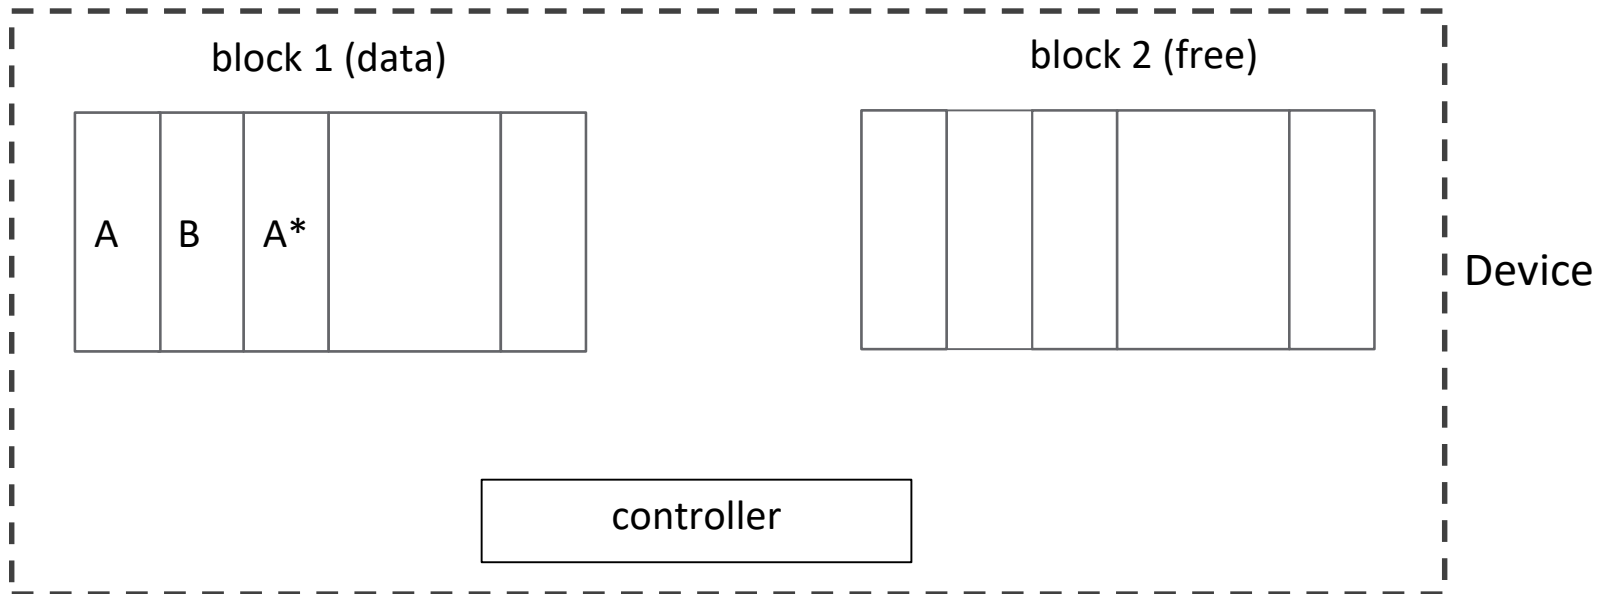 block 1 (data)
block 2 (free)
A
B
A*
Device
controller